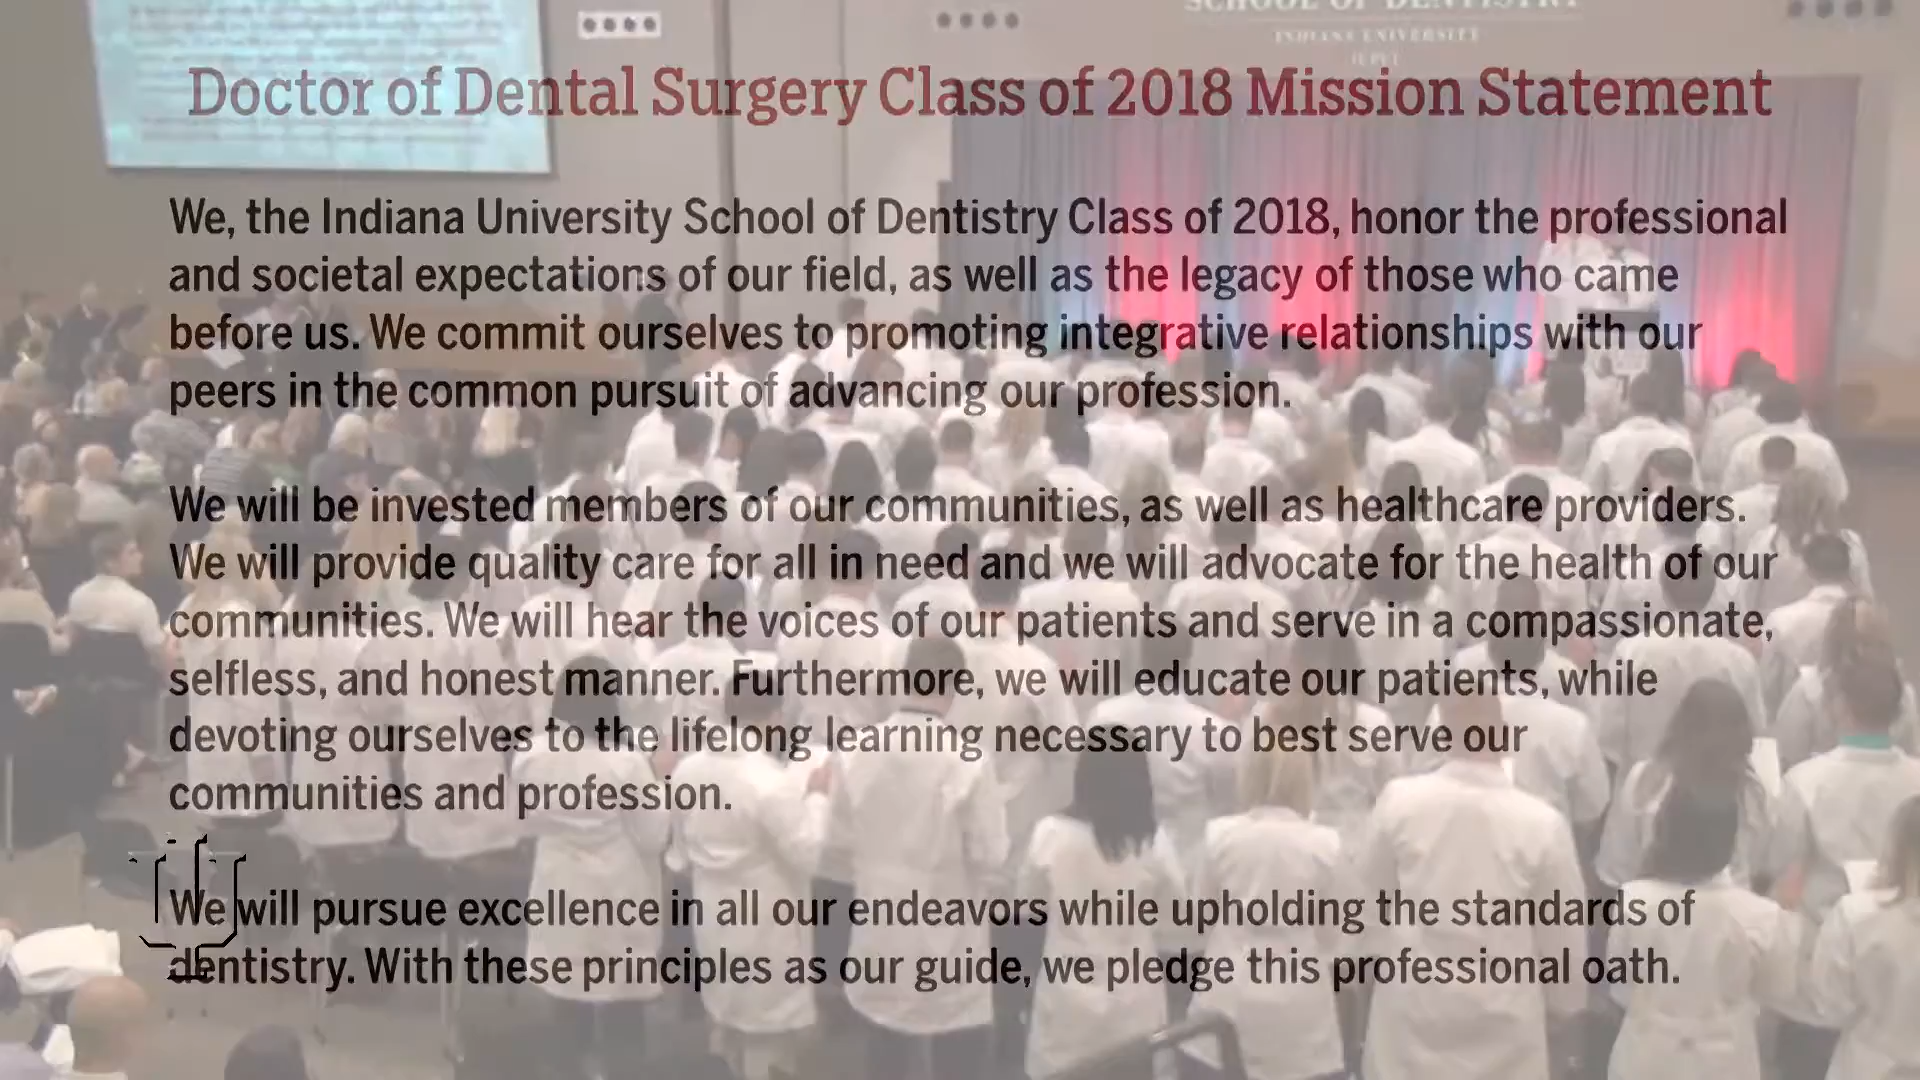 SCHOOL OF DENTISTRY
INDIANA UNIVERSITY
IUPUI
Doctor of Dental Surgery Class of 2018 Mission Statement
We, the Indiana University School of Dentistry Class of 2018, honor the professional
and societal expectations of our field, as well as the legacy of those who came
before us. We commit ourselves to promoting integrative relationships with our
peers in the common pursuit of advancing our profession.
We will be invested members of our communities, as well as healthcare providers.
We will provide quality care for all in need and we will advocate for the health of our
communities. We will hear the voices of our patients and serve in a compassionate,
selfless, and honest manner. Furthermore, we will educate our patients, while
devoting ourselves to the lifelong learning necessary to best serve our
communities and profession.
We will pursue excellence in all our endeavors while upholding the standards of
dentistry. With these principles as our guide, we pledge this professional oath.